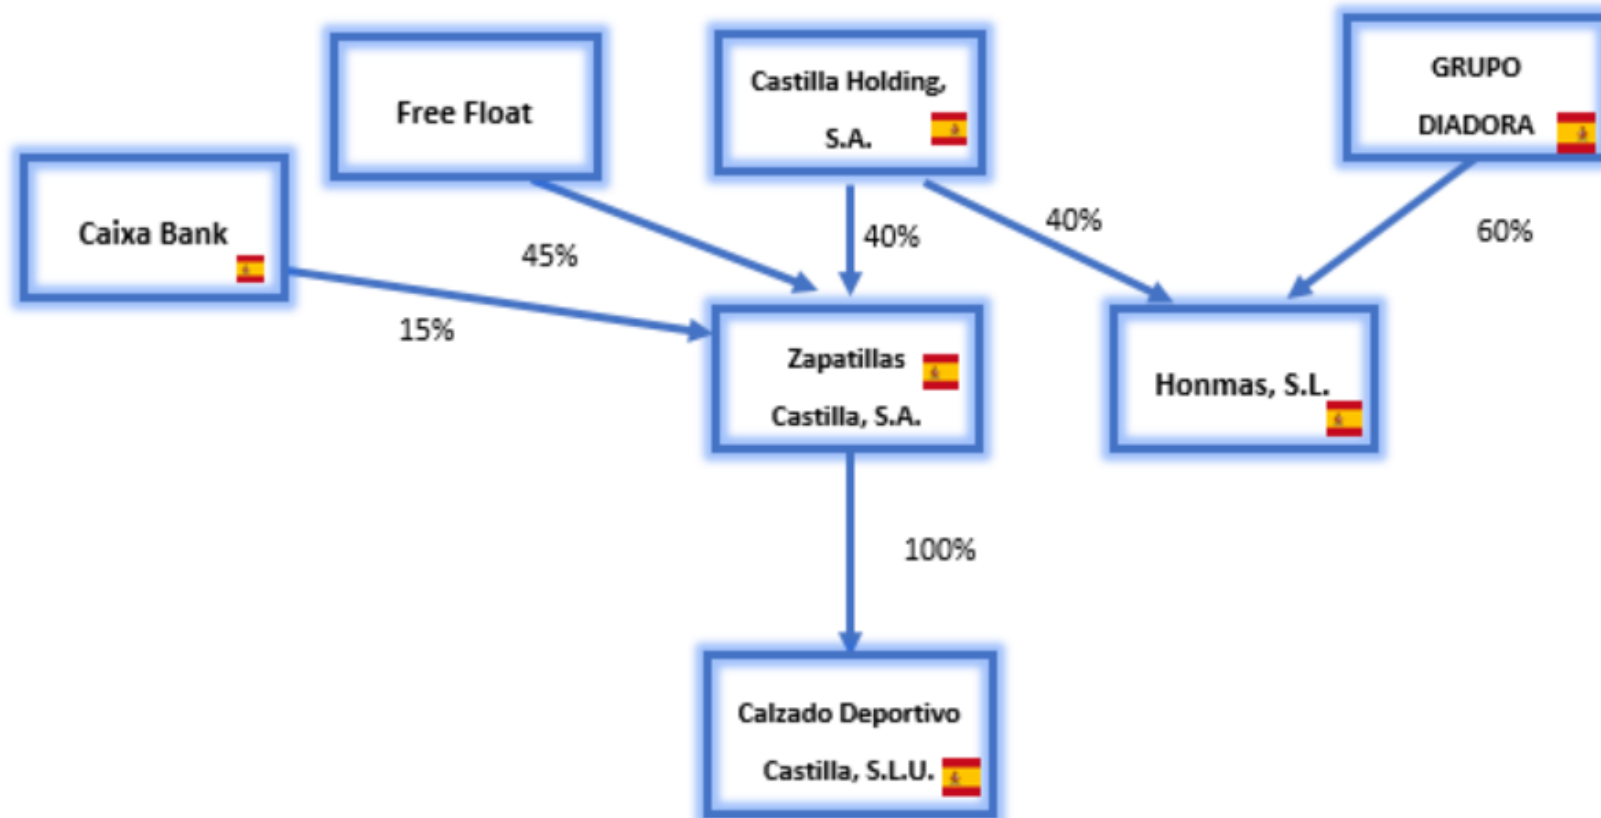 Free Float
Castilla Holding,
S.A.
GRUPO
DIADORA
Caixa Bank
45%
40%
40%
60%
15%
Zapatillas
Castilla, S.A.
Honmas, S.L.
100%
Calzado Deportivo
Castilla, S.L.U.